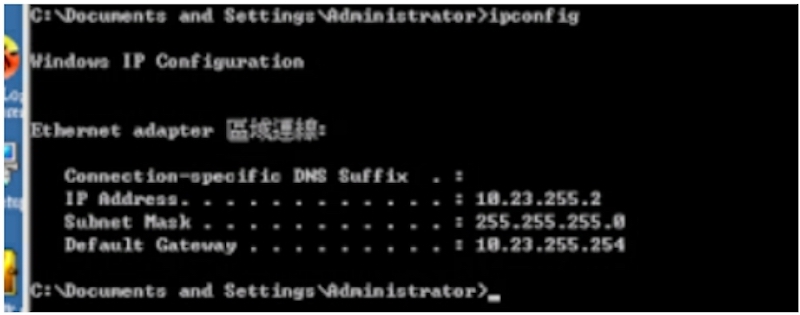 C:\Documents and Settings\Administrator>ipconfig
Windows IP Configuration
Ethernet adapter 區域連線:
Connection-specific DNS Suffix . :
IP Address. . . . . . . . . . . . : 10.23.255.2
Subnet Mask . . . . . . . . . . . : 255.255.255.0
Default Gateway . . . . . . . . . : 10.23.255.254
C:\Documents and Settings\Administrator>_